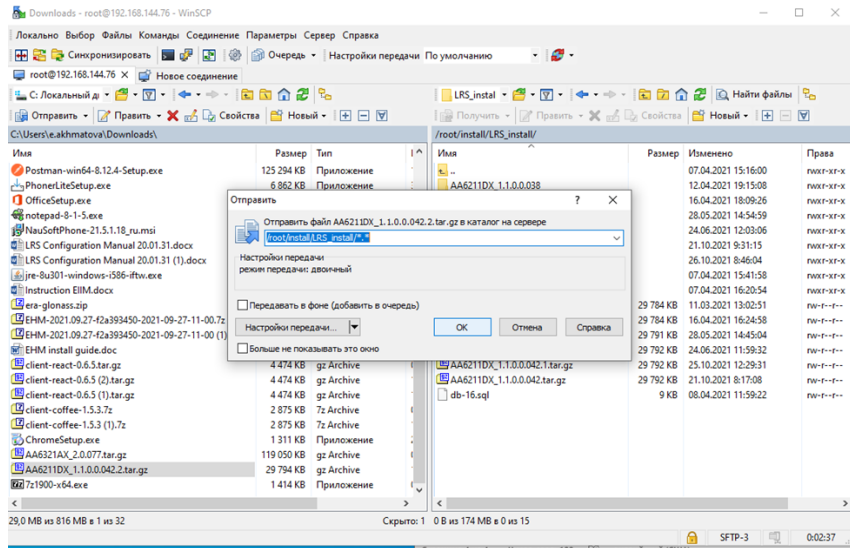 Downloads - root@192.168.144.76 - WinSCP
Локально Выбор Файлы Команды Соединение Параметры Сервер Справка
Синхронизировать Очередь Настройки передачи По умолчанию
root@192.168.144.76 × Новое соединение
C: Локальный д LRS_instal Найти файлы
Отправить Править Свойства Новый Получить Править Свойства Новый
C:\Users\e.akhmatova\Downloads\ /root/install/LRS_install/
Имя Размер Тип Имя Размер Изменено Права
Postman-win64-8.12.4-Setup.exe 125 294 KB Приложение .. 07.04.2021 15:16:00 rwxr-xr-x
PhonerLiteSetup.exe 6 862 KB Приложение AA6211DX_1.1.0.0.038 12.04.2021 19:15:08 rwxr-xr-x
OfficeSetup.exe 16.04.2021 18:09:26 rwxr-xr-x
notepad-8-1-5.exe 28.05.2021 14:54:59 rwxr-xr-x
NauSoftPhone-21.5.1.18_ru.msi 24.06.2021 12:03:06 rwxr-xr-x
LRS Configuration Manual 20.01.31.docx 21.10.2021 9:31:15 rwxr-xr-x
LRS Configuration Manual 20.01.31 (1).docx 26.10.2021 8:46:04 rwxr-xr-x
jre-8u301-windows-i586-iftw.exe 07.04.2021 15:41:58 rwxr-xr-x
Instruction EIIM.docx 07.04.2021 16:20:54 rwxr-xr-x
era-glonass.zip 29 784 KB 11.03.2021 13:02:51 rw-r--r--
EHM-2021.09.27-f2a393450-2021-09-27-11-00.7z 29 784 KB 16.04.2021 16:24:58 rw-r--r--
EHM-2021.09.27-f2a393450-2021-09-27-11-00 (1) 29 791 KB 28.05.2021 14:45:04 rw-r--r--
EHM install guide.doc 29 792 KB 24.06.2021 11:59:32 rw-r--r--
client-react-0.6.5.tar.gz 4 474 KB gz Archive AA6211DX_1.1.0.0.042.1.tar.gz 29 792 KB 25.10.2021 12:29:31 rw-r--r--
client-react-0.6.5 (2).tar.gz 4 474 KB gz Archive AA6211DX_1.1.0.0.042.tar.gz 29 792 KB 21.10.2021 8:17:08 rw-r--r--
client-react-0.6.5 (1).tar.gz 4 474 KB gz Archive db-16.sql 9 KB 08.04.2021 11:59:22 rw-r--r--
client-coffee-1.5.3.7z 2 875 KB 7z Archive
client-coffee-1.5.3 (1).7z 2 875 KB 7z Archive
ChromeSetup.exe 1 311 KB Приложение
AA6321AX_2.0.077.tar.gz 119 050 KB gz Archive
AA6211DX_1.1.0.0.042.2.tar.gz 29 794 KB gz Archive
7z1900-x64.exe 1 414 KB Приложение
Отправить ? ×
Отправить файл AA6211DX_1.1.0.0.042.2.tar.gz в каталог на сервере
/root/install/LRS_install/*.*
Настройки передачи
режим передачи: двоичный
Передавать в фоне (добавить в очередь)
Настройки передачи... OK Отмена Справка
Больше не показывать это окно
29,0 MB из 816 MB в 1 из 32 Скрыто: 1 0 B из 174 MB в 0 из 15
SFTP-3 0:02:37